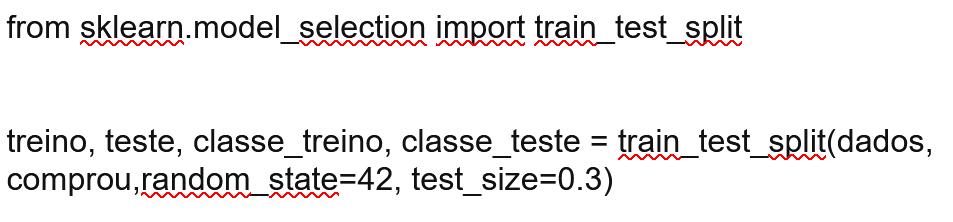 from sklearn.model_selection import train_test_split
treino, teste, classe_treino, classe_teste = train_test_split(dados,
comprou,random_state=42, test_size=0.3)